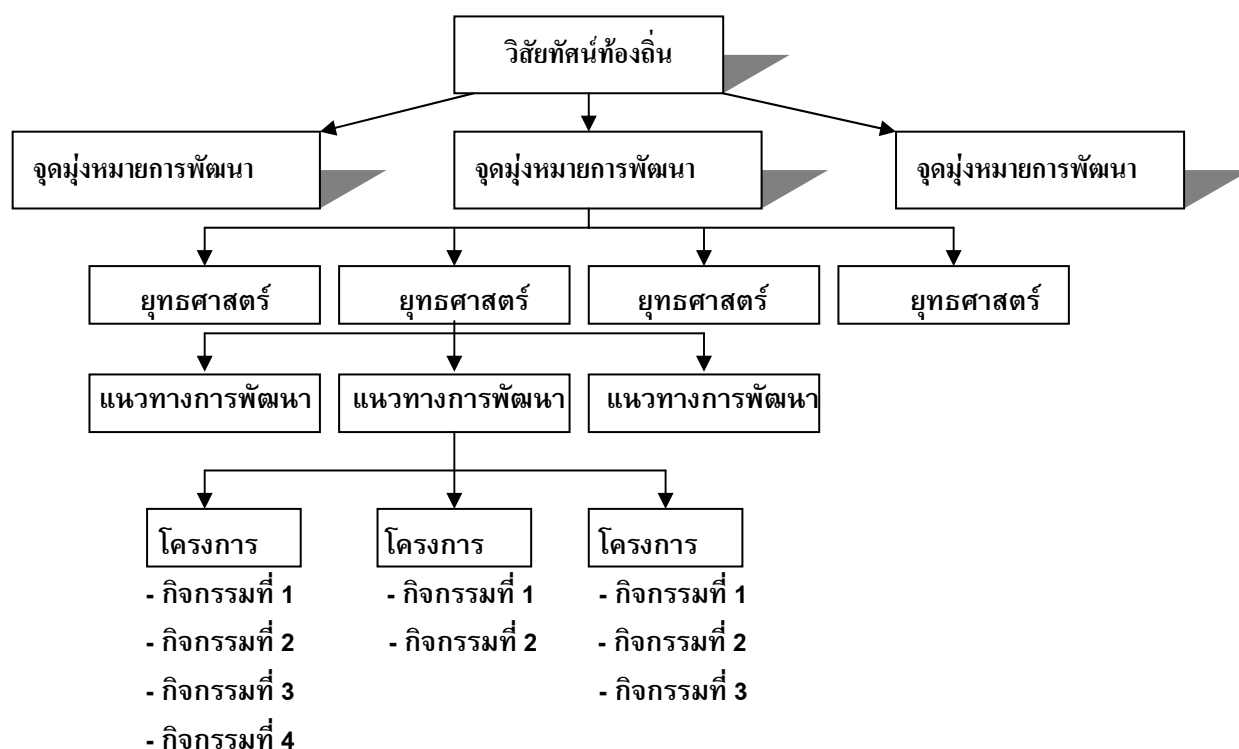 วิสัยทัศน์ท้องถิ่น
จุดมุ่งหมายการพัฒนา
จุดมุ่งหมายการพัฒนา
จุดมุ่งหมายการพัฒนา
ยุทธศาสตร์
ยุทธศาสตร์
ยุทธศาสตร์
ยุทธศาสตร์
แนวทางการพัฒนา
แนวทางการพัฒนา
แนวทางการพัฒนา
โครงการ
- กิจกรรมที่ 1
- กิจกรรมที่ 2
- กิจกรรมที่ 3
- กิจกรรมที่ 4
โครงการ
- กิจกรรมที่ 1
- กิจกรรมที่ 2
โครงการ
- กิจกรรมที่ 1
- กิจกรรมที่ 2
- กิจกรรมที่ 3